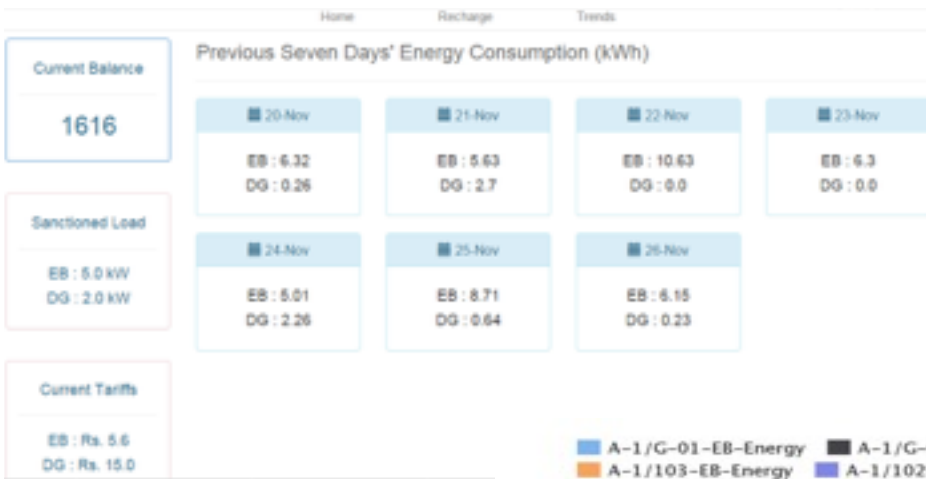 Home Recharge Trends
Current Balance
1616
Sanctioned Load
EB : 5.0 kW
DG : 2.0 kW
Current Tariffs
EB : Rs. 5.6
DG : Rs. 15.0
Previous Seven Days' Energy Consumption (kWh)
20-Nov
EB : 6.32
DG : 0.26
21-Nov
EB : 5.63
DG : 2.7
22-Nov
EB : 10.63
DG : 0.0
23-Nov
EB : 6.3
DG : 0.0
24-Nov
EB : 5.01
DG : 2.26
25-Nov
EB : 8.71
DG : 0.64
26-Nov
EB : 6.15
DG : 0.23
A-1/G-01-EB-Energy A-1/G-
A-1/103-EB-Energy A-1/102